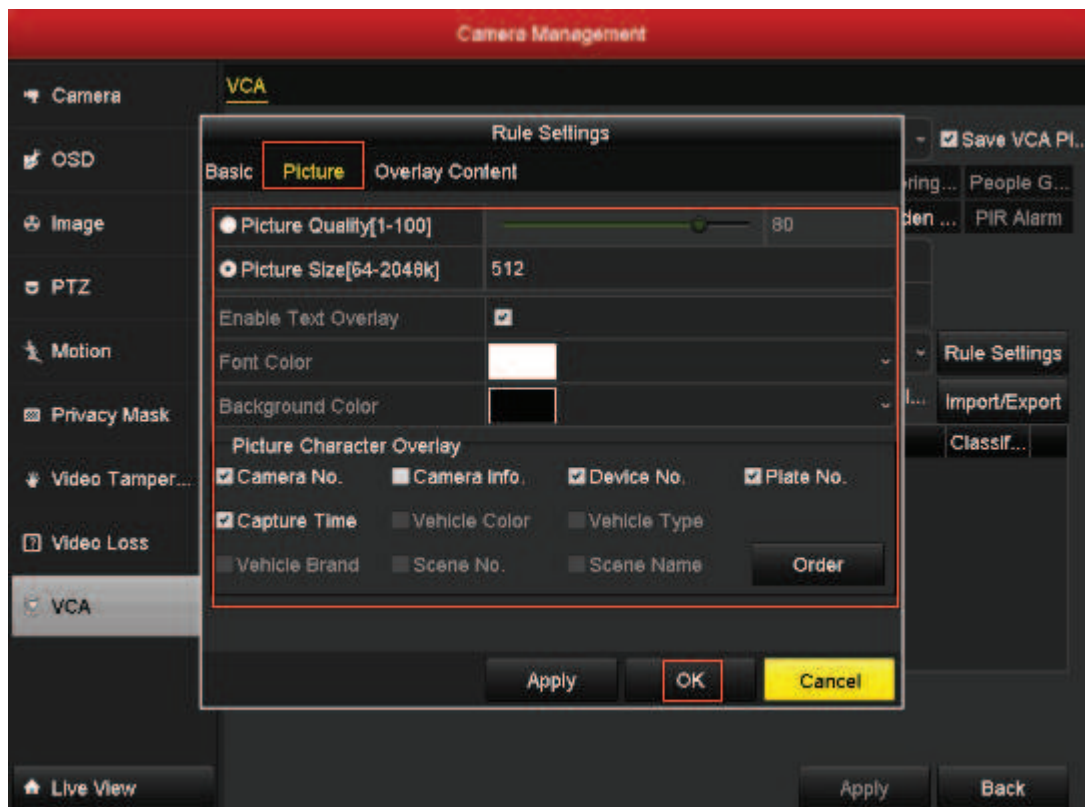 Camera Management
Camera
OSD
Image
PTZ
Motion
Privacy Mask
Video Tamper...
Video Loss
VCA
Live View
VCA
Save VCA Pl...
ring... People G...
den ... PIR Alarm
Rule Settings
l... Import/Export
Classif...
Rule Settings
Basic Picture Overlay Content
Picture Quality[1-100] 80
Picture Size[64-2048k] 512
Enable Text Overlay
Font Color
Background Color
Picture Character Overlay
Camera No. Camera Info. Device No. Plate No.
Capture Time Vehicle Color Vehicle Type
Vehicle Brand Scene No. Scene Name Order
Apply OK Cancel
Apply Back